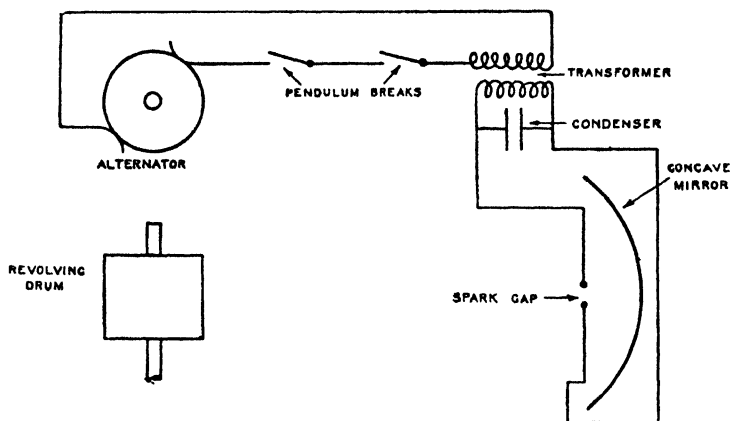 TRANSFORMER
PENDULUM BREAKS
CONDENSER
ALTERNATOR
CONCAVE
MIRROR
REVOLVING
DRUM
SPARK GAP